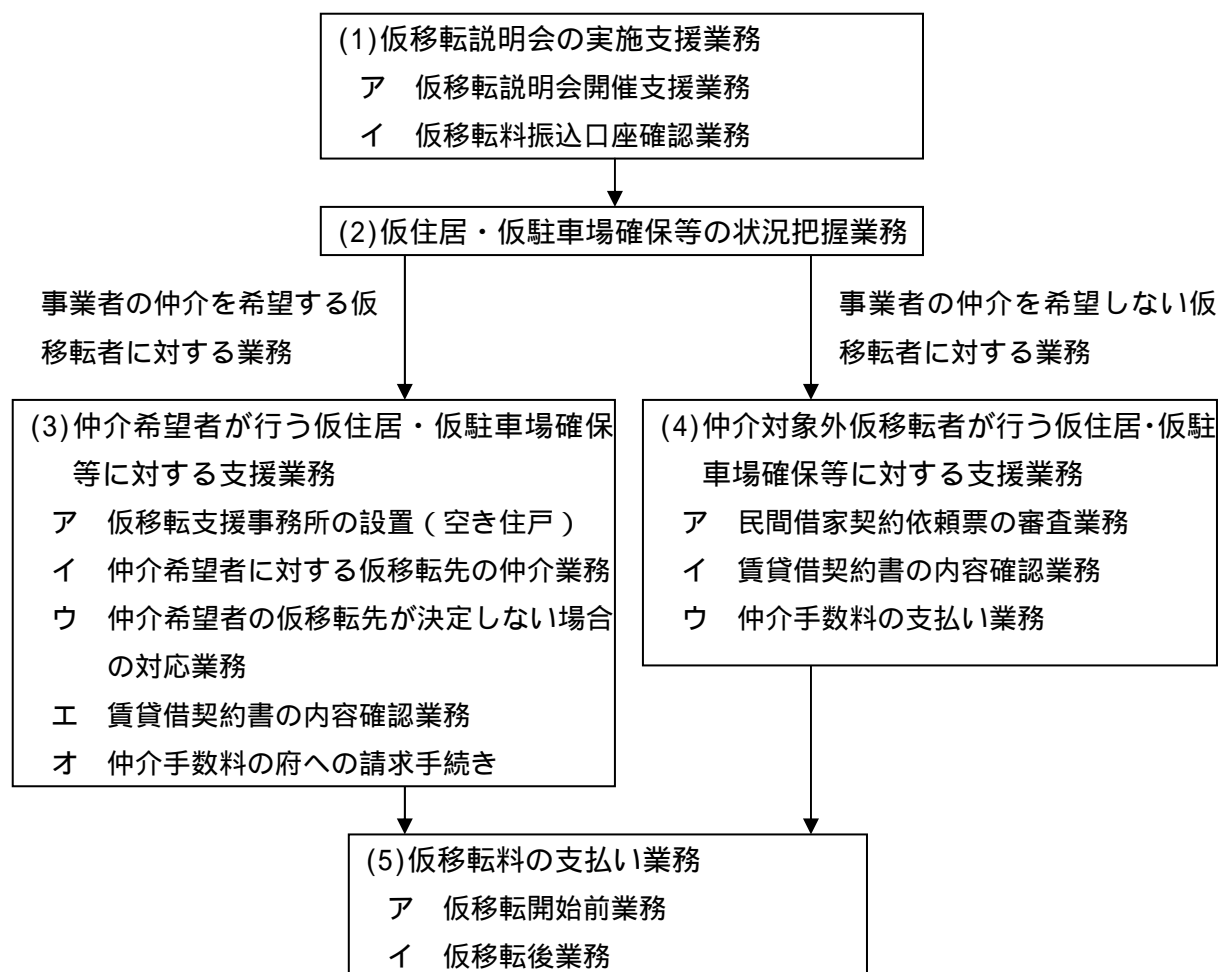 (1)仮移転説明会の実施支援業務
ア　仮移転説明会開催支援業務
イ　仮移転料振込口座確認業務
(2)仮住居・仮駐車場確保等の状況把握業務
事業者の仲介を希望する仮
移転者に対する業務
事業者の仲介を希望しない仮
移転者に対する業務
(3)仲介希望者が行う仮住居・仮駐車場確保
等に対する支援業務
ア　仮移転支援事務所の設置（空き住戸）
イ　仲介希望者に対する仮移転先の仲介業務
ウ　仲介希望者の仮移転先が決定しない場合
の対応業務
エ　賃貸借契約書の内容確認業務
オ　仲介手数料の府への請求手続き
(4)仲介対象外仮移転者が行う仮住居・仮駐
車場確保等に対する支援業務
ア　民間借家契約依頼票の審査業務
イ　賃貸借契約書の内容確認業務
ウ　仲介手数料の支払い業務
(5)仮移転料の支払い業務
ア　仮移転開始前業務
イ　仮移転後業務